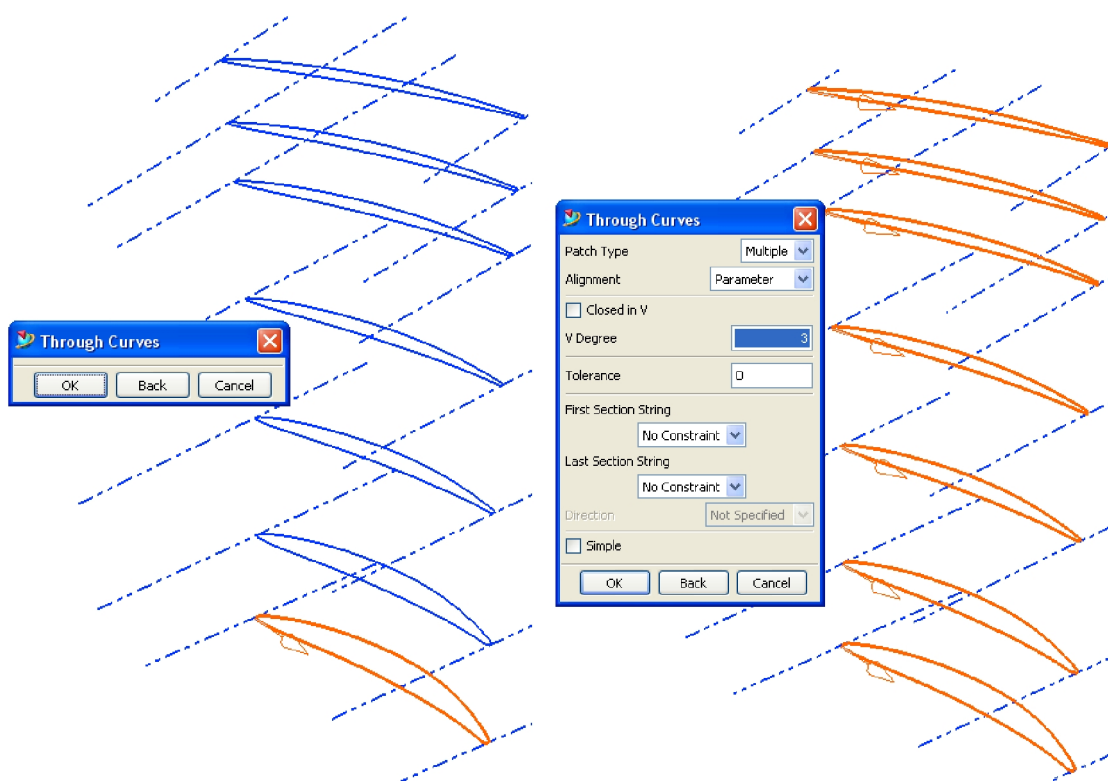 Through Curves
OK Back Cancel
Through Curves
Patch Type Multiple
Alignment Parameter
Closed in V
V Degree 3
Tolerance 0
First Section String
No Constraint
Last Section String
No Constraint
Direction Not Specified
Simple
OK Back Cancel